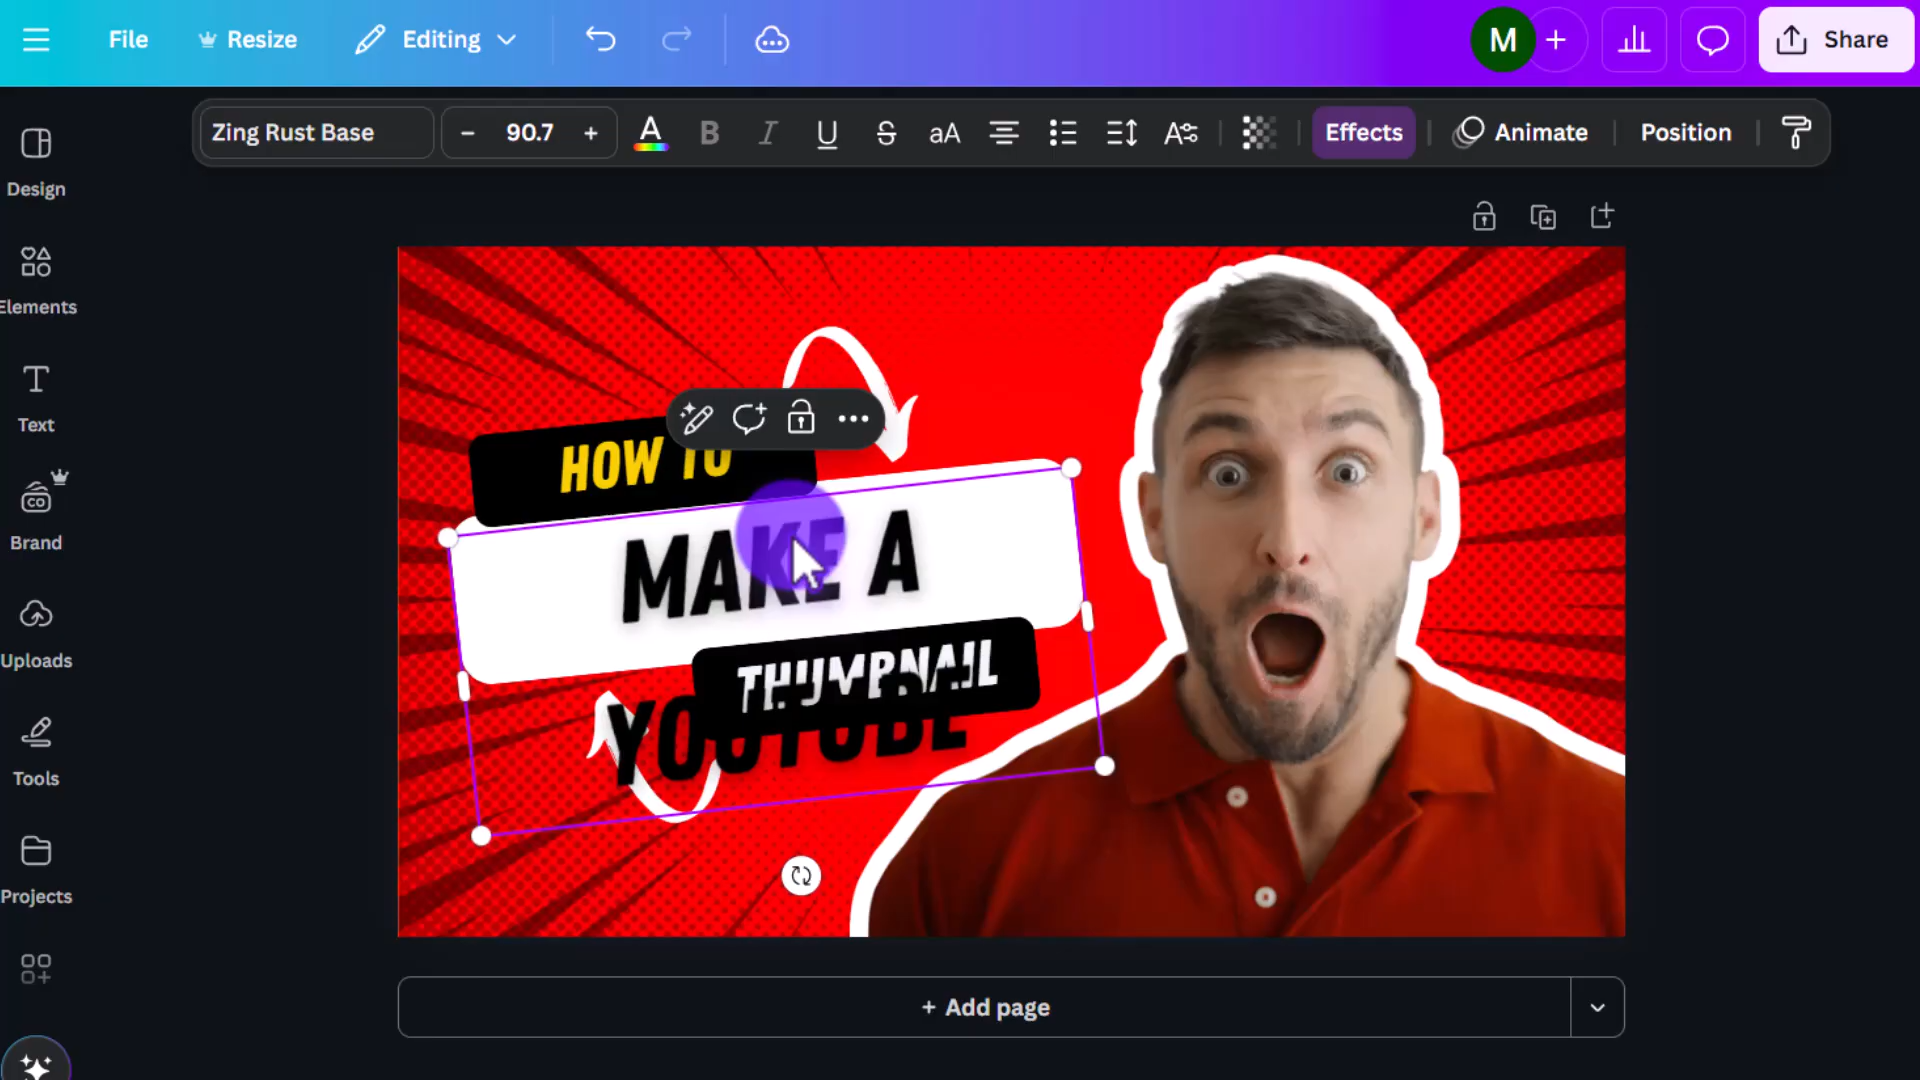 File
Resize
Editing
M
+
Share
Zing Rust Base
– 90.7 +
A
B
I
U
S
aA
Effects
Animate
Position
Design
Elements
Text
CO
Brand
Uploads
Tools
Projects
HOW TO
MAKE A
THUMBNAIL
YOUTUBE
+ Add page